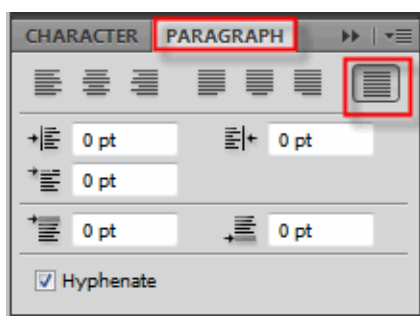 CHARACTER PARAGRAPH
0 pt 0 pt
0 pt
0 pt 0 pt
Hyphenate